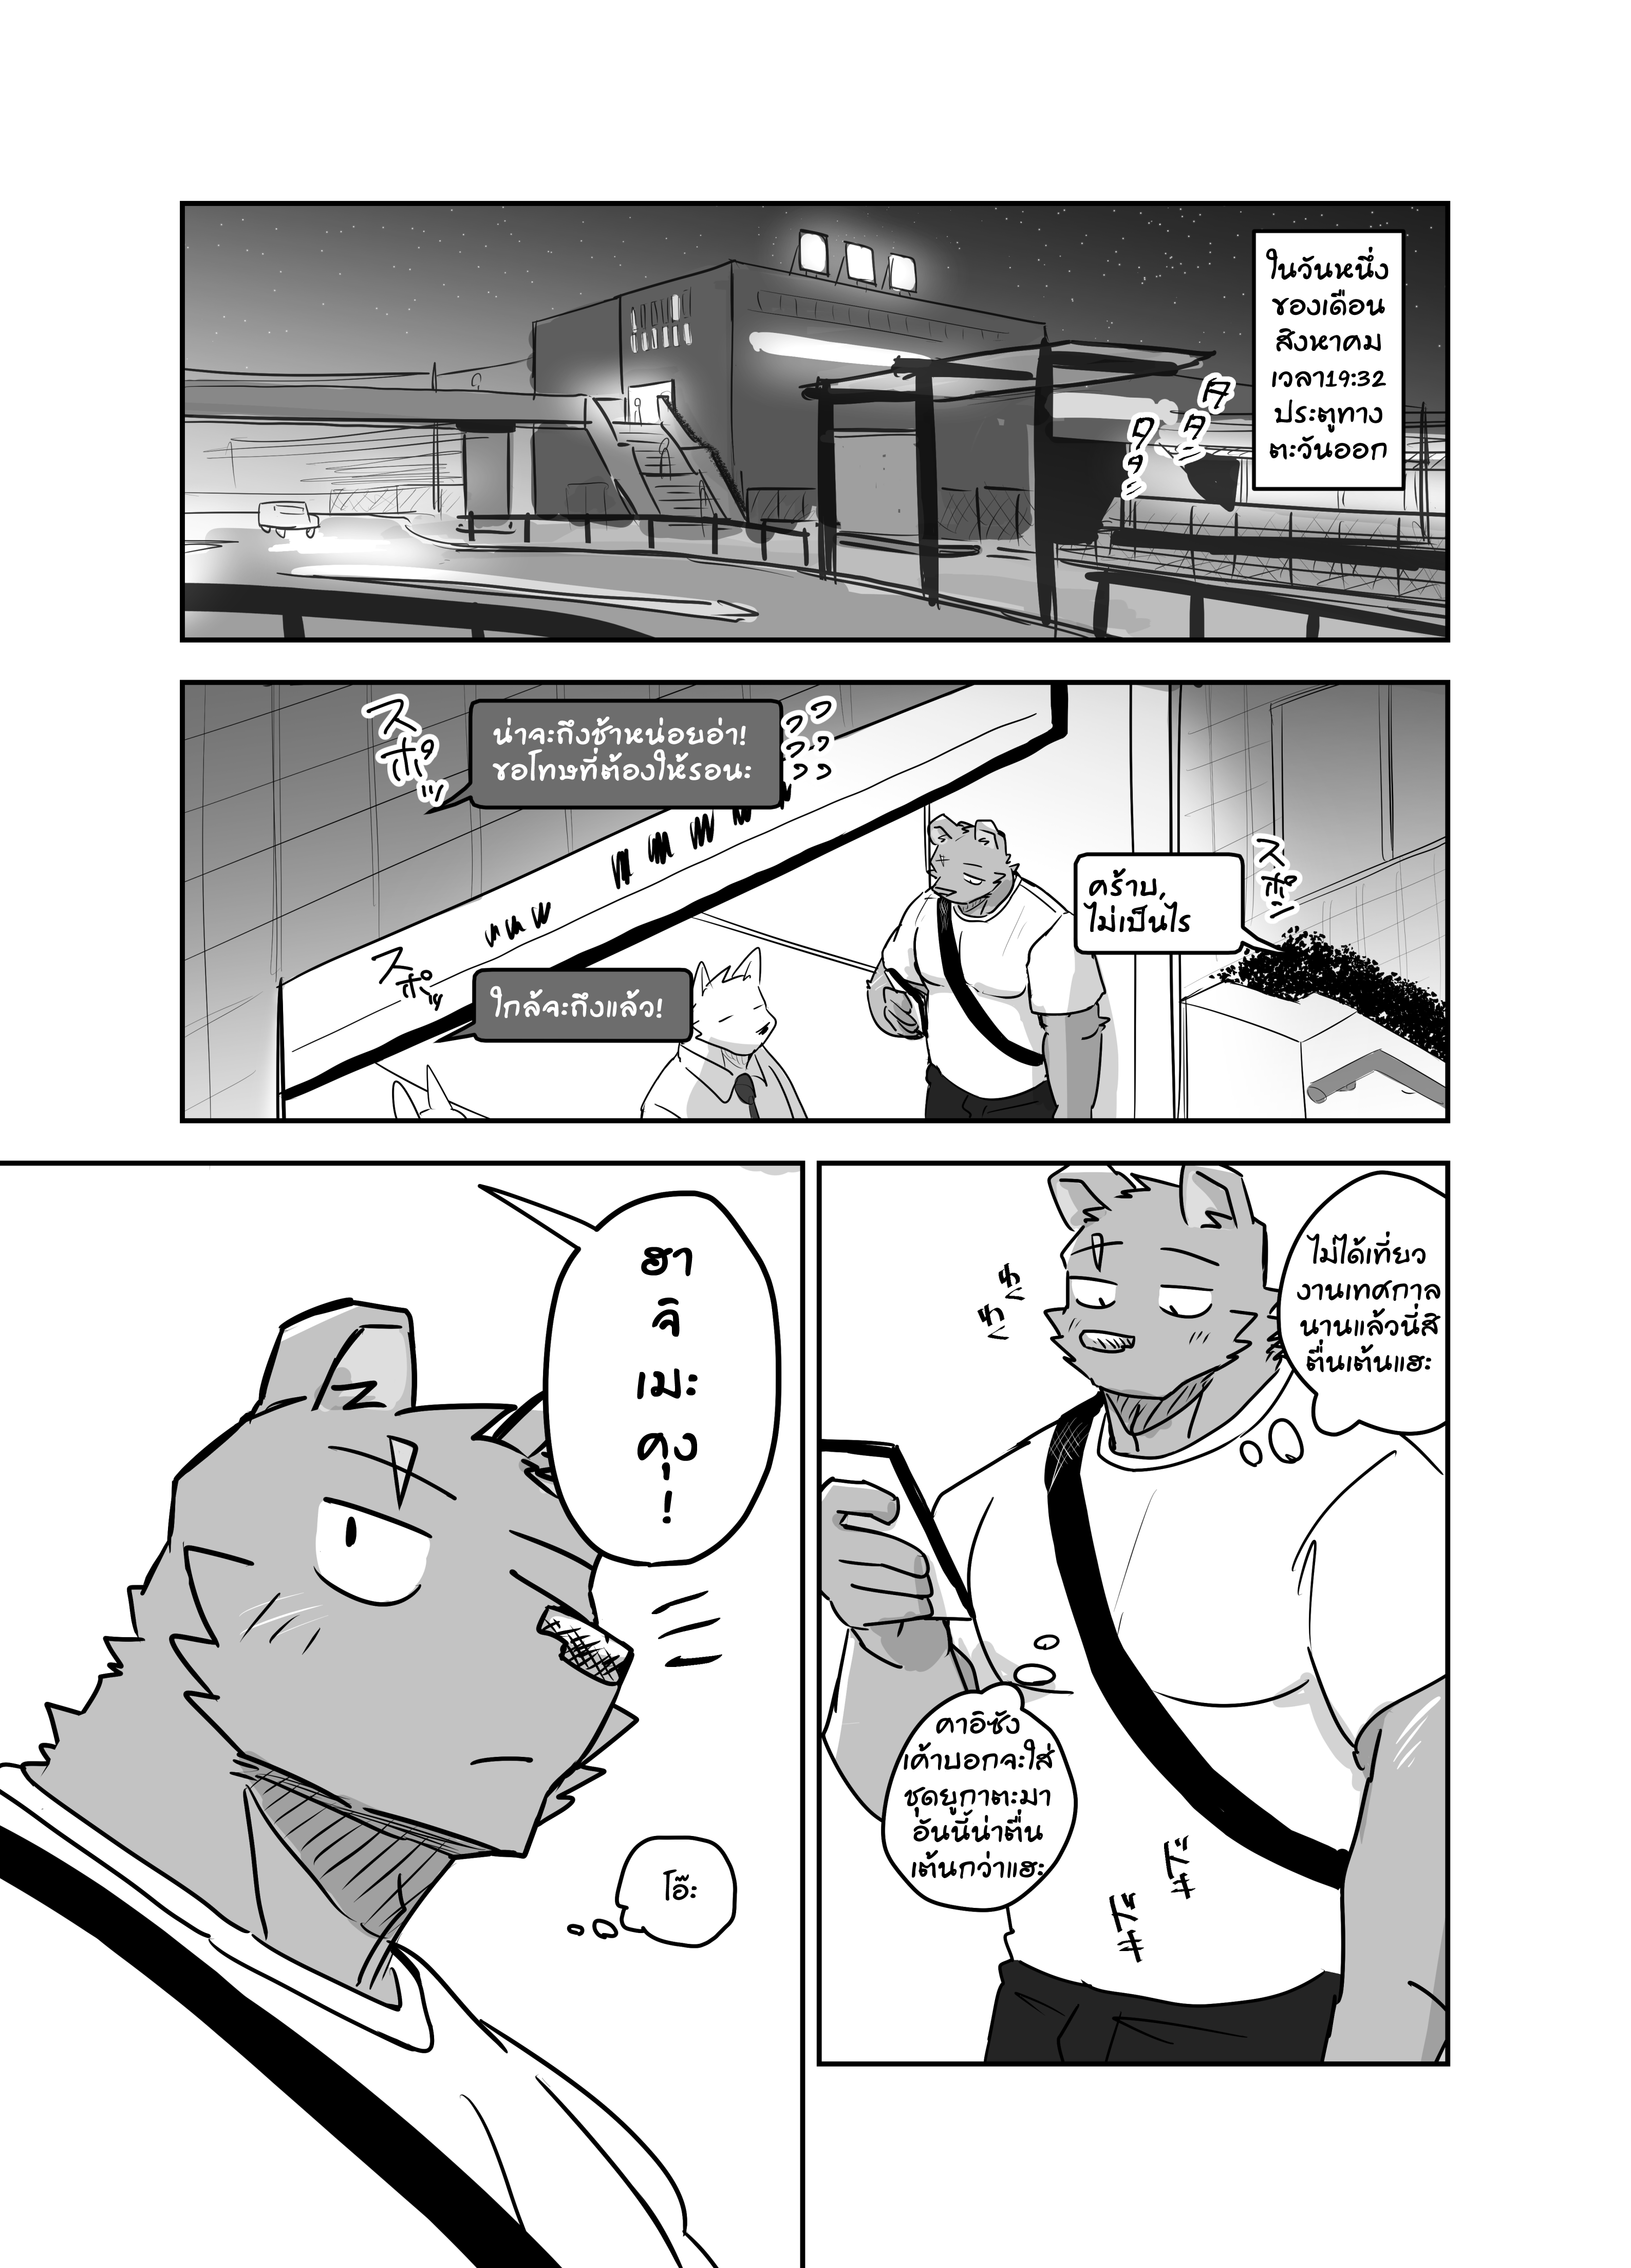 ในวันหนึ่ง
ของเดือน
สิงหาคม
เวลา19:32
ประตูทาง
ตะวันออก
タタン
タタン
น่าจะถึงช้าหน่อยอ่า!
ขอโทษที่ต้องให้รอนะ
スポッ
คร้าบ,
ไม่เป็นไร
スポン
ใกล้จะถึงแล้ว!
スポッ
ไม่ได้เที่ยว
งานเทศกาล
นานแล้วนี่สิ
ตื่นเต้นแฮะ
คาอิซัง
เค้าบอกจะใส่
ชุดยูกาตะมา
อันนี้น่าตื่น
เต้นกว่าแฮะ
ドキ
ドキ
ฮา
จิ
เมะ
คุง
!
โอ๊ะ